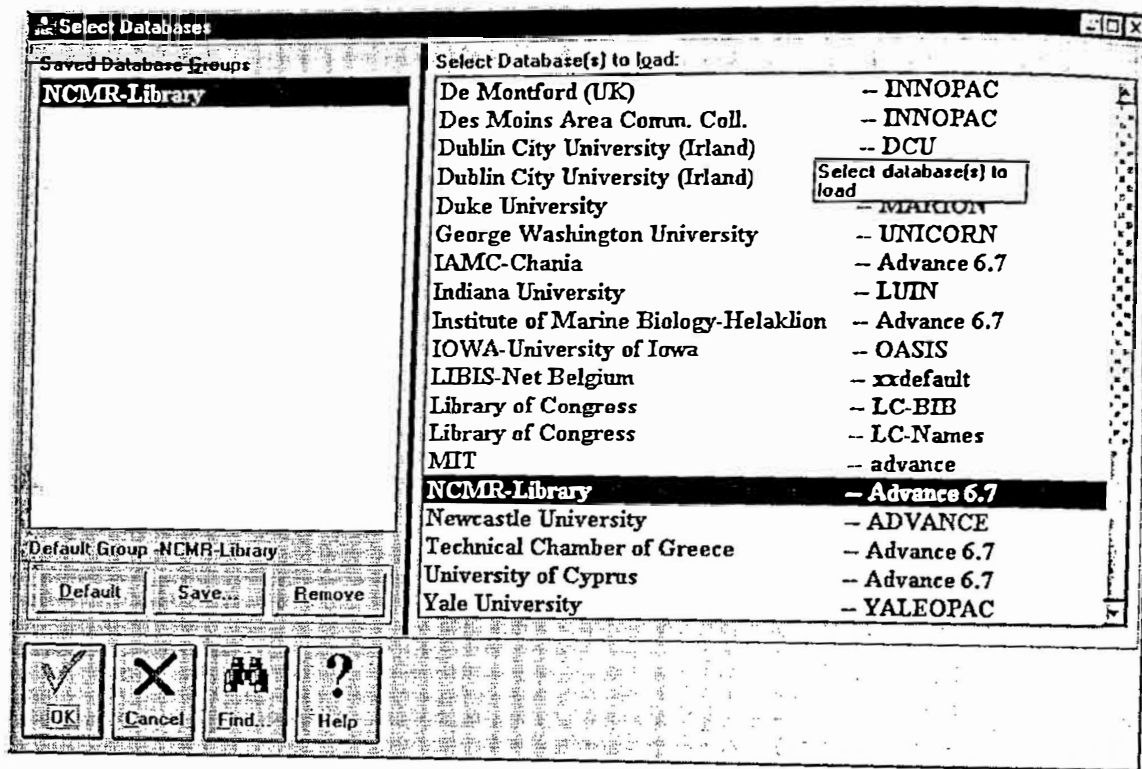 Select Databases
Saved Database Groups
NCMR-Library
Default Group -NCMR-Library
Default Save... Remove
OK Cancel Find... Help
Select Database(s) to load:
De Montford (UK) -- INNOPAC
Des Moins Area Comm. Coll. -- INNOPAC
Dublin City University (Irland) -- DCU
Dublin City University (Irland)
Select database(s) to
load
Duke University -- MARION
George Washington University -- UNICORN
IAMC-Chania -- Advance 6.7
Indiana University -- LUIN
Institute of Marine Biology-Helaklion -- Advance 6.7
IOWA-University of Iowa -- OASIS
LIBIS-Net Belgium -- xxdefault
Library of Congress -- LC-BIB
Library of Congress -- LC-Names
MIT -- advance
NCMR-Library -- Advance 6.7
Newcastle University -- ADVANCE
Technical Chamber of Greece -- Advance 6.7
University of Cyprus -- Advance 6.7
Yale University -- YALEOPAC